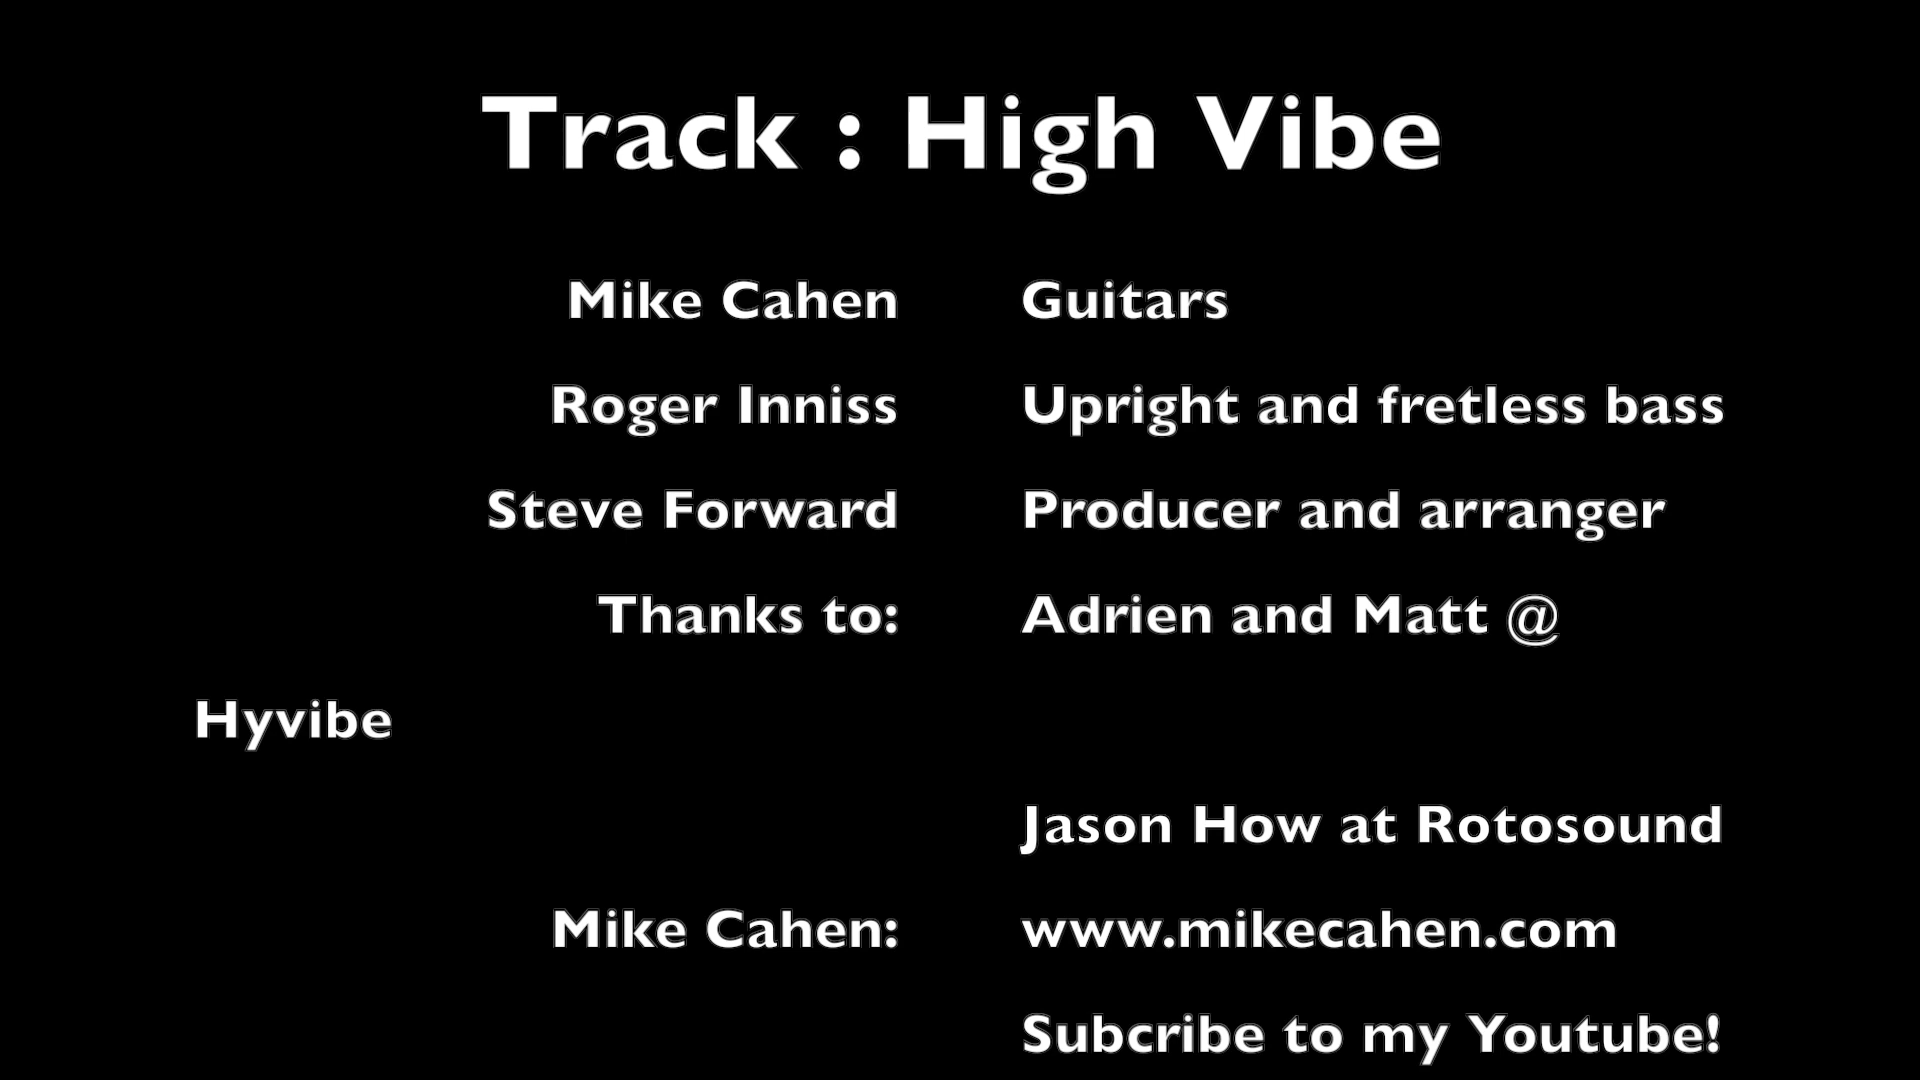 Track : High Vibe
Mike Cahen Guitars
Roger Inniss Upright and fretless bass
Steve Forward Producer and arranger
Thanks to: Adrien and Matt @
Hyvibe
Jason How at Rotosound
Mike Cahen: www.mikecahen.com
Subcribe to my Youtube!